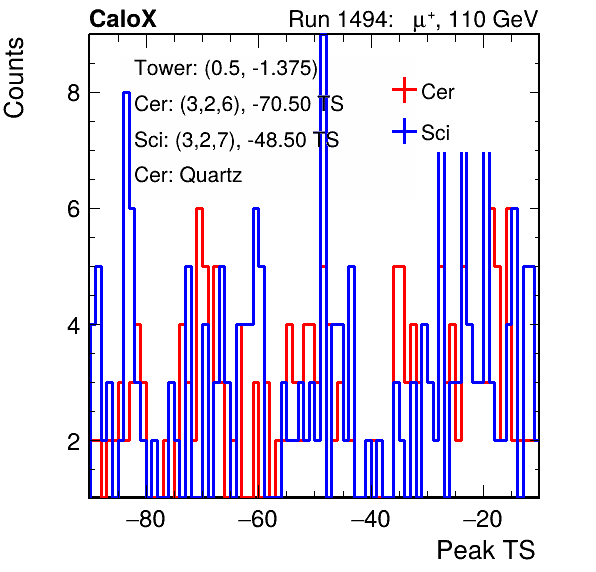 CaloX Run 1494: μ⁺, 110 GeV
Counts
Tower: (0.5, -1.375)
Cer: (3,2,6), -70.50 TS
Sci: (3,2,7), -48.50 TS
Cer: Quartz
Cer
Sci
8
6
4
2
−80 −60 −40 −20
Peak TS